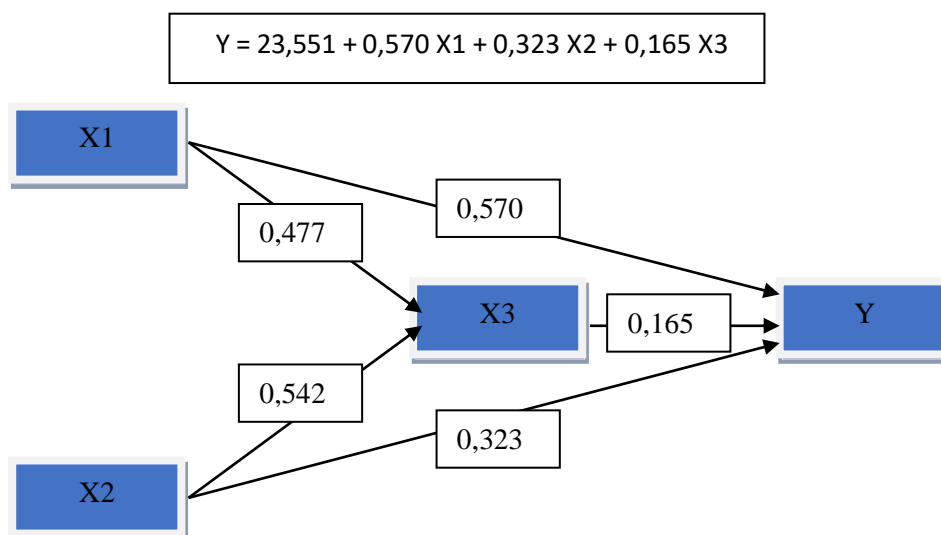 Y = 23,551 + 0,570 X1 + 0,323 X2 + 0,165 X3
X1
0,570
0,477
X3
0,165
Y
0,542
0,323
X2